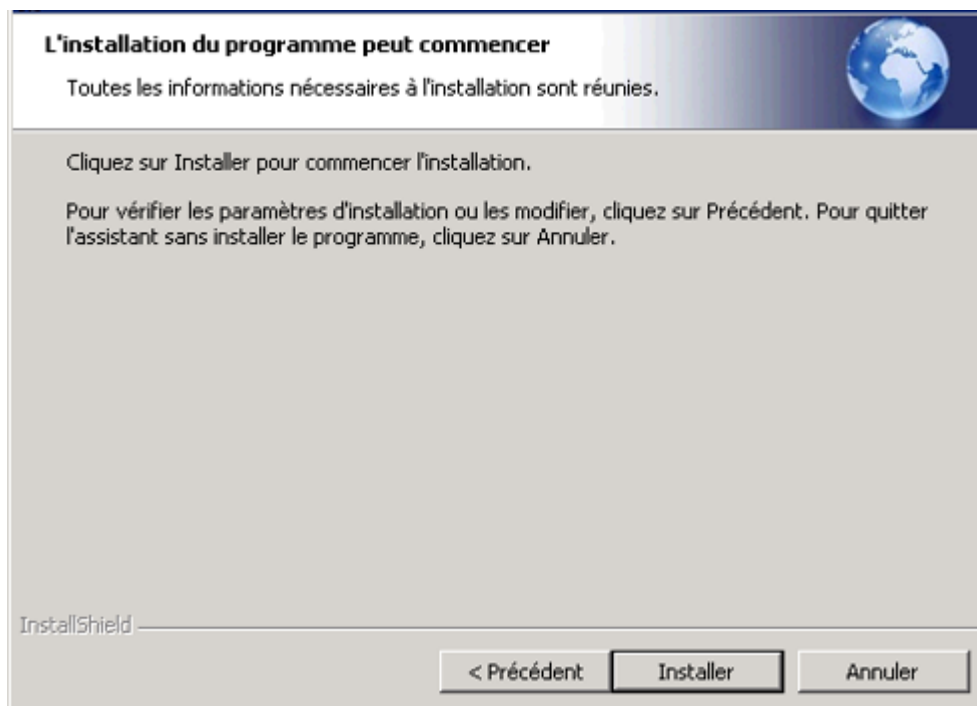 L'installation du programme peut commencer
Toutes les informations nécessaires à l'installation sont réunies.
Cliquez sur Installer pour commencer l'installation.
Pour vérifier les paramètres d'installation ou les modifier, cliquez sur Précédent. Pour quitter
l'assistant sans installer le programme, cliquez sur Annuler.
InstallShield
< Précédent
Installer
Annuler